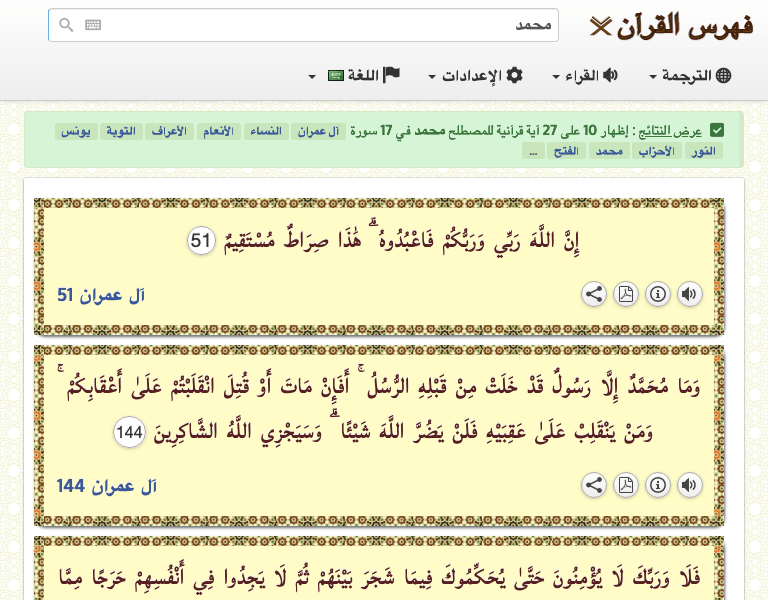 فهرس القرآن
محمد
الترجمة القراء الإعدادات اللغة
عرض النتائج : إظهار 10 على 27 آية قرآنية للمصطلح محمد في 17 سورة آل عمران النساء الأنعام الأعراف التوبة يونس
النور الأحزاب محمد الفتح ...
إِنَّ اللَّهَ رَبِّي وَرَبُّكُمْ فَاعْبُدُوهُ ۗ هَٰذَا صِرَاطٌ مُسْتَقِيمٌ 51
آل عمران 51
وَمَا مُحَمَّدٌ إِلَّا رَسُولٌ قَدْ خَلَتْ مِنْ قَبْلِهِ الرُّسُلُ ۚ أَفَإِنْ مَاتَ أَوْ قُتِلَ انْقَلَبْتُمْ عَلَىٰ أَعْقَابِكُمْ ۚ
وَمَنْ يَنْقَلِبْ عَلَىٰ عَقِبَيْهِ فَلَنْ يَضُرَّ اللَّهَ شَيْئًا ۗ وَسَيَجْزِي اللَّهُ الشَّاكِرِينَ 144
آل عمران 144
فَلَا وَرَبِّكَ لَا يُؤْمِنُونَ حَتَّىٰ يُحَكِّمُوكَ فِيمَا شَجَرَ بَيْنَهُمْ ثُمَّ لَا يَجِدُوا فِي أَنْفُسِهِمْ حَرَجًا مِمَّا